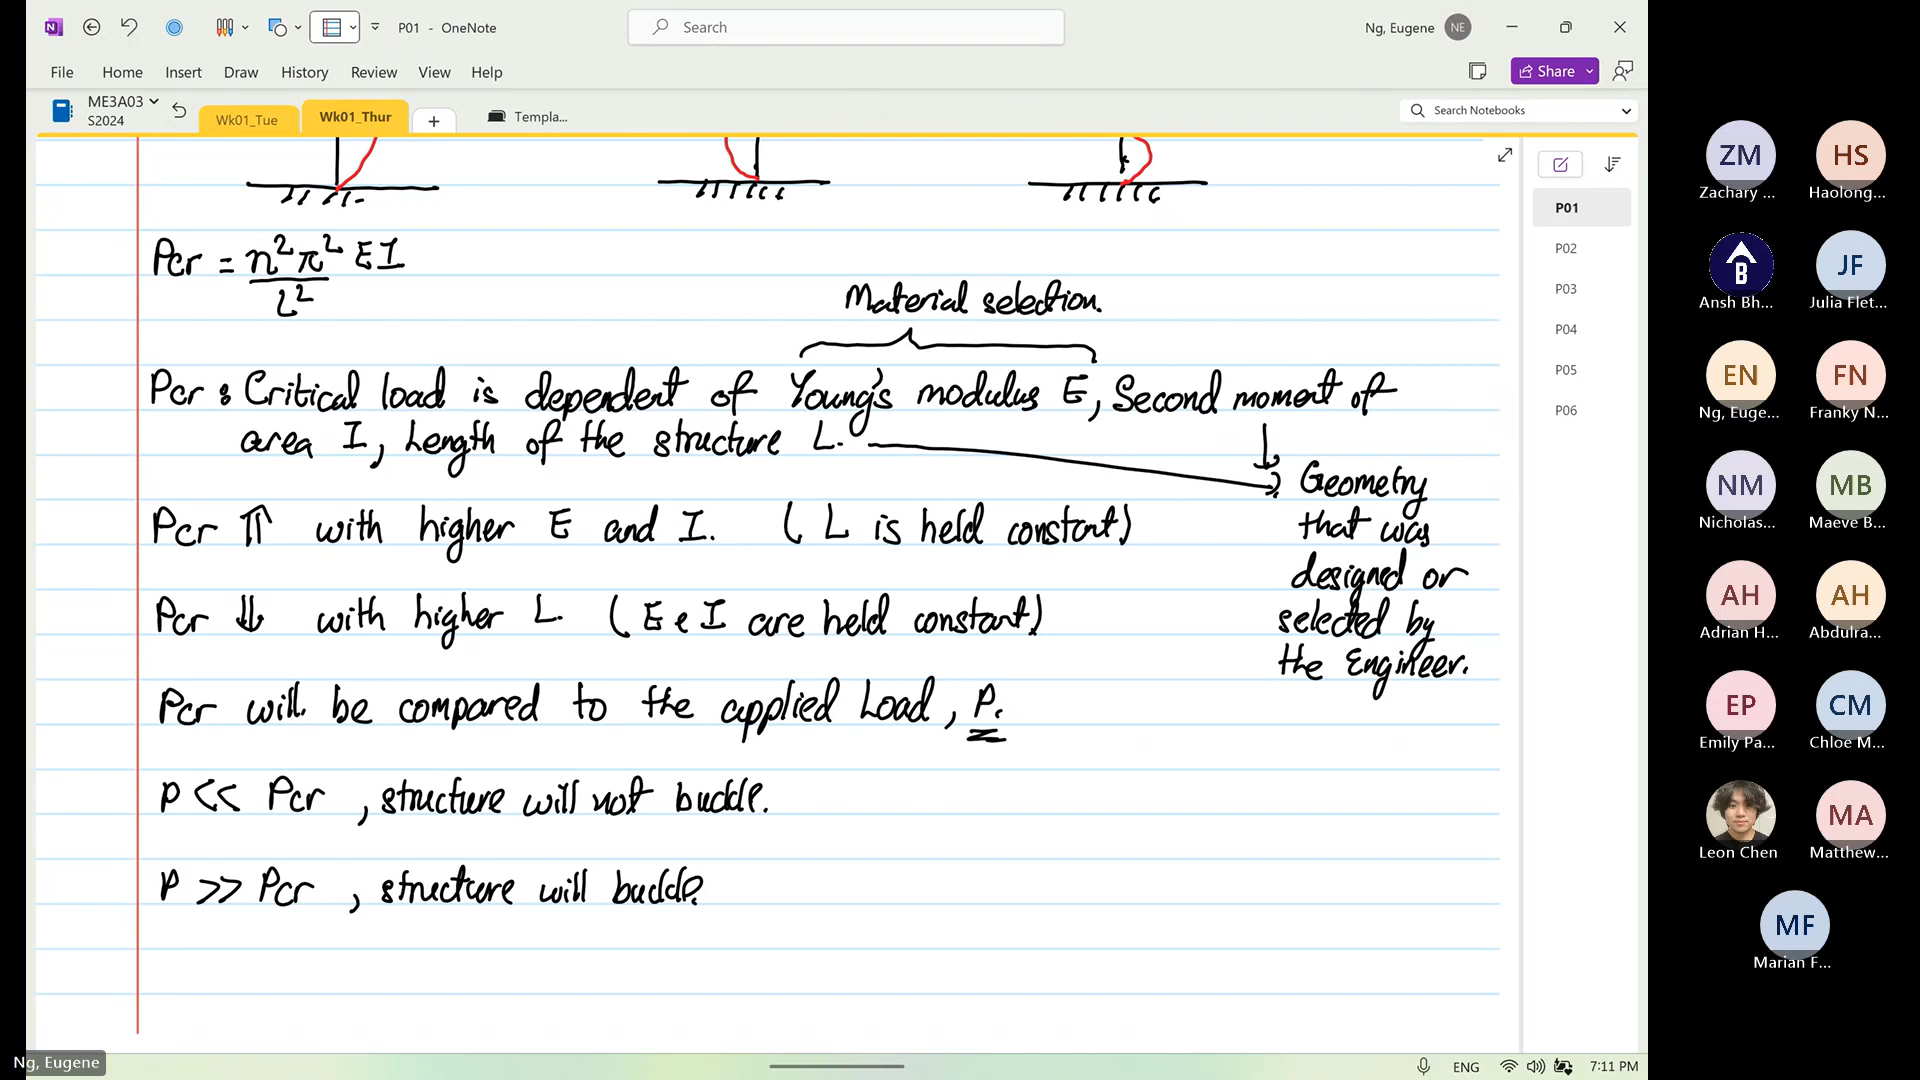 P01 - OneNote
Search
Ng, Eugene
NE
File
Home
Insert
Draw
History
Review
View
Help
Share
ME3A03
S2024
Wk01_Tue
Wk01_Thur
+
Templa...
Search Notebooks
Pcr = n²π² EI
L²
Material selection.
Pcr : Critical load is dependent of Young's modulus E, Second moment of
area I, Length of the structure L.
Geometry
that was
designed or
selected by
the Engineer.
Pcr ⇑ with higher E and I. ( L is held constant)
Pcr ⇓ with higher L. ( E & I are held constant)
Pcr will be compared to the applied Load, P.
P << Pcr , structure will not buckle.
P >> Pcr , structure will buckle.
P01
P02
P03
P04
P05
P06
ZM
Zachary ...
HS
Haolong...
B
Ansh Bh...
JF
Julia Flet...
EN
Ng, Euge...
FN
Franky N...
NM
Nicholas...
MB
Maeve B...
AH
Adrian H...
AH
Abdulra...
EP
Emily Pa...
CM
Chloe M...
Leon Chen
MA
Matthew...
MF
Marian F...
Ng, Eugene
ENG
7:11 PM